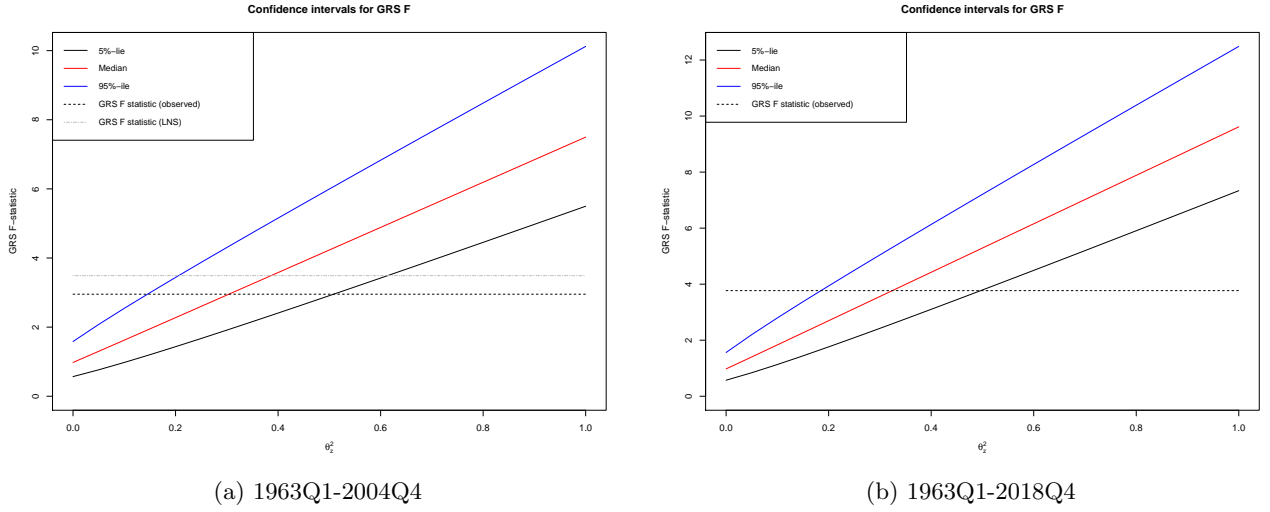 Confidence intervals for GRS F
5%-lie
Median
95%-ile
GRS F statistic (observed)
GRS F statistic (LNS)
GRS F-statistic
0
2
4
6
8
10
0.0 0.2 0.4 0.6 0.8 1.0
θ²z
(a) 1963Q1-2004Q4
Confidence intervals for GRS F
5%-lie
Median
95%-ile
GRS F statistic (observed)
GRS F-statistic
0
2
4
6
8
10
12
0.0 0.2 0.4 0.6 0.8 1.0
θ²z
(b) 1963Q1-2018Q4